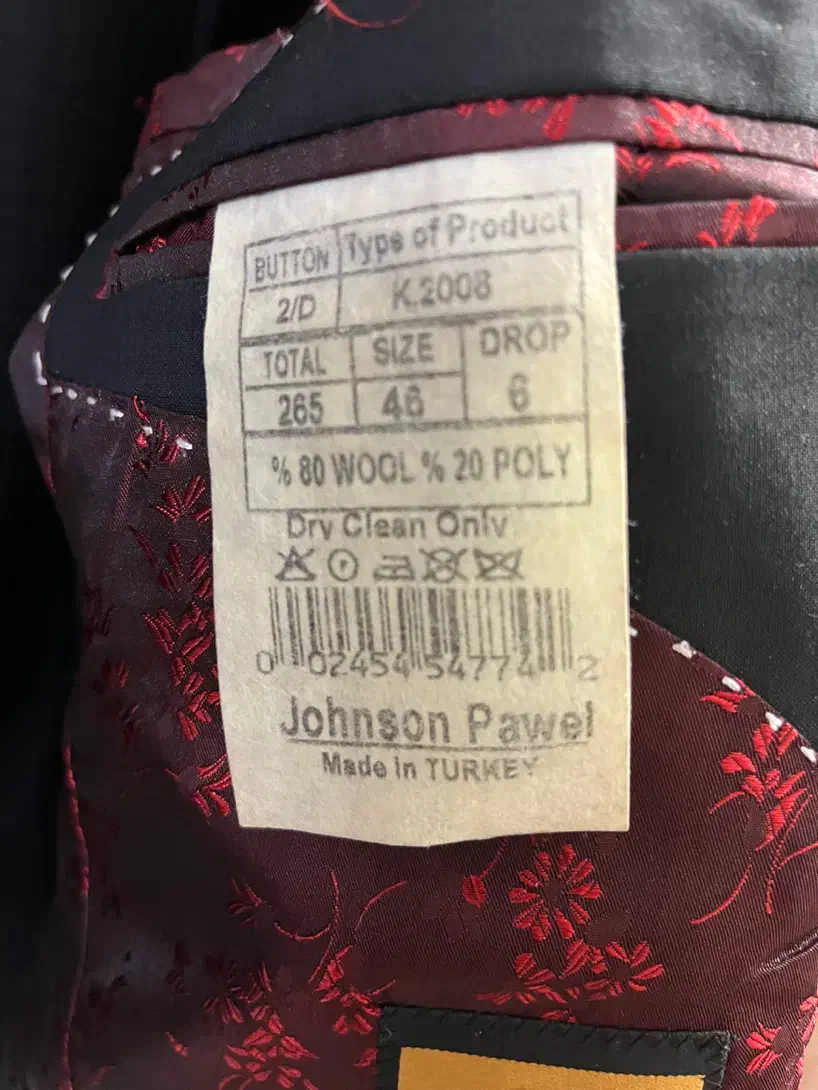 BUTTON Type of Product
2/D K.2008
TOTAL SIZE DROP
265 46 6
% 80 WOOL % 20 POLY
Dry Clean Only
0 02454 54774 2
Johnson Pawel
Made in TURKEY